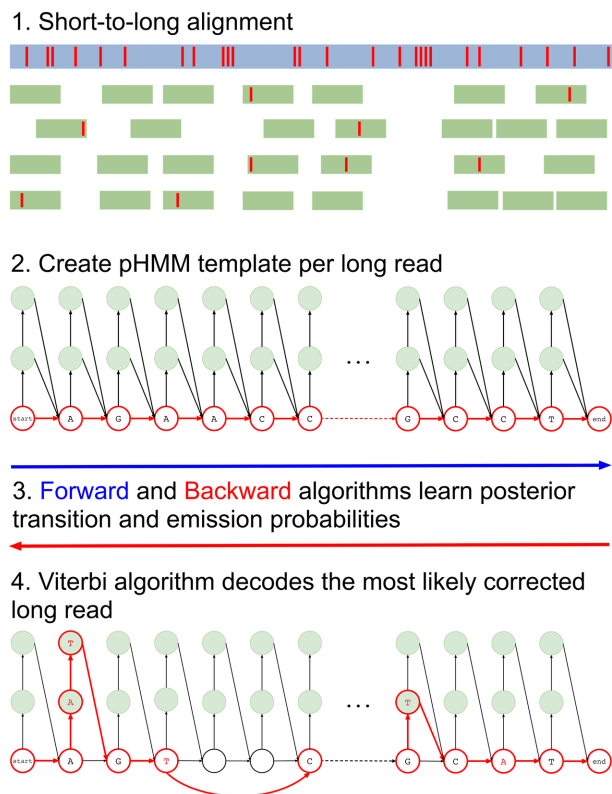 1. Short-to-long alignment
2. Create pHMM template per long read
...
start A G A A C C G C C T end
3. Forward and Backward algorithms learn posterior
transition and emission probabilities
4. Viterbi algorithm decodes the most likely corrected
long read
T
A ... T
start A G T C G C A T end